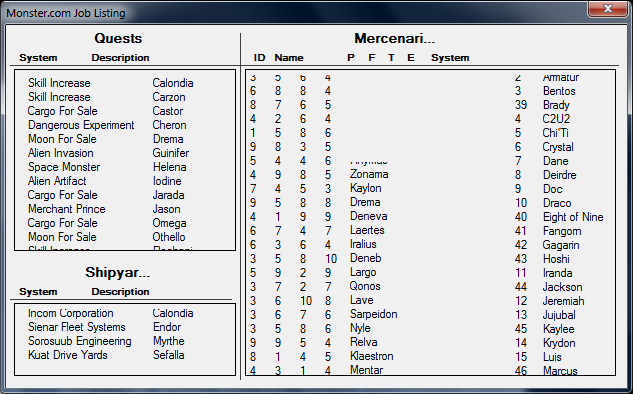 Monster.com Job Listing
Quests
System Description
Skill Increase Calondia
Skill Increase Carzon
Cargo For Sale Castor
Dangerous Experiment Cheron
Moon For Sale Drema
Alien Invasion Guinifer
Space Monster Helena
Alien Artifact Iodine
Cargo For Sale Jarada
Merchant Prince Jason
Cargo For Sale Omega
Moon For Sale Othello
Skill Increase
Shipyar...
System Description
Incom Corporation Calondia
Sienar Fleet Systems Endor
Sorosuub Engineering Myrthe
Kuat Drive Yards Sefalla
Mercenari...
ID Name P F T E System
3 5 6 4 2 Amatur
6 8 8 4 3 Bentos
8 7 6 5 39 Brady
4 2 6 4 4 C2U2
1 5 8 6 5 Chi'Ti
9 8 3 5 6 Crystal
5 4 4 6 7 Dane
4 9 8 5 Zonama 8 Deirdre
7 4 5 3 Kaylon 9 Doc
9 5 8 8 Drema 10 Draco
4 1 9 9 Deneva 40 Eight of Nine
6 7 4 7 Laertes 41 Fangom
6 3 6 4 Iralius 42 Gagarin
3 5 8 10 Deneb 43 Hoshi
5 9 2 9 Largo 11 Iranda
3 7 2 7 Qonos 44 Jackson
3 6 10 8 Lave 12 Jeremiah
3 6 7 6 Sarpeidon 13 Jujubal
3 5 8 6 Nyle 45 Kaylee
9 9 5 4 Relva 14 Krydon
8 1 4 5 Klaestron 15 Luis
4 3 1 4 Mentar 46 Marcus